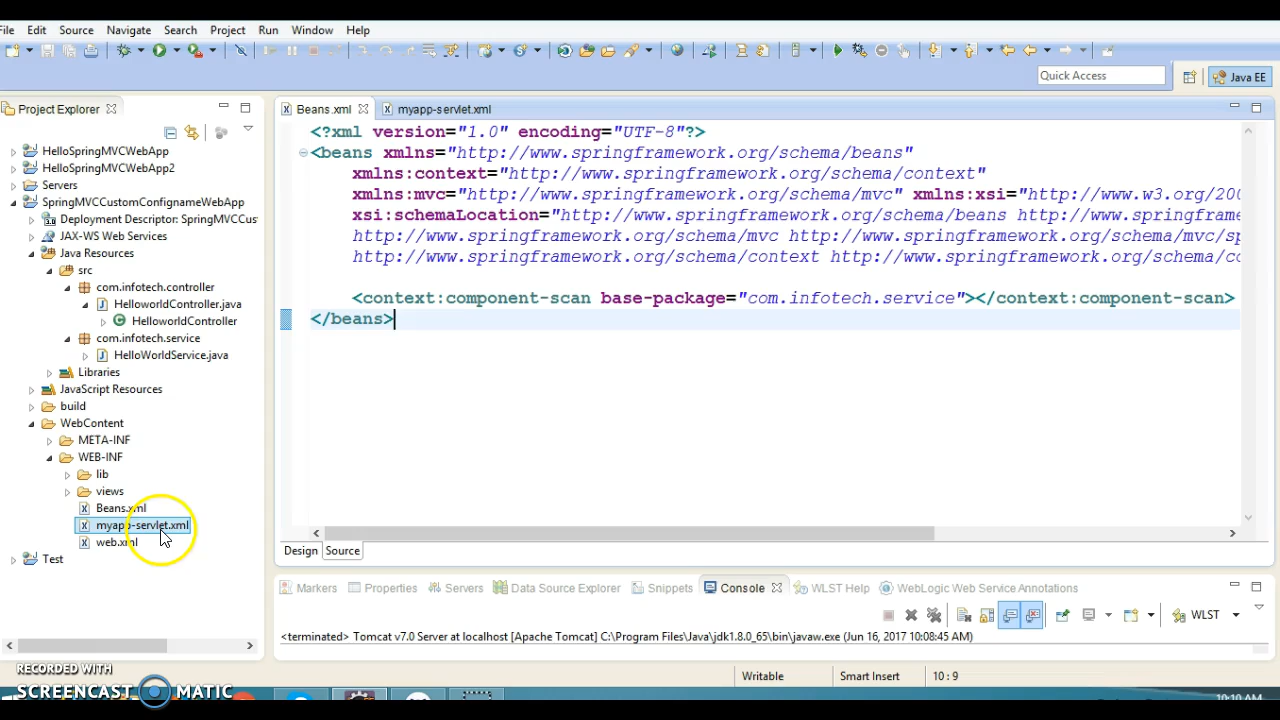 File Edit Source Navigate Search Project Run Window Help
Quick Access
Java EE
Project Explorer
HelloSpringMVCWebApp
HelloSpringMVCWebApp2
Servers
SpringMVCCustomConfignameWebApp
Deployment Descriptor: SpringMVCCus
JAX-WS Web Services
Java Resources
src
com.infotech.controller
HelloworldController.java
HelloworldController
com.infotech.service
HelloWorldService.java
Libraries
JavaScript Resources
build
WebContent
META-INF
WEB-INF
lib
views
Beans.xml
myapp-servlet.xml
web.xml
Test
Beans.xml myapp-servlet.xml
<?xml version="1.0" encoding="UTF-8"?>
<beans xmlns="http://www.springframework.org/schema/beans"
xmlns:context="http://www.springframework.org/schema/context"
xmlns:mvc="http://www.springframework.org/schema/mvc" xmlns:xsi="http://www.w3.org/200
xsi:schemaLocation="http://www.springframework.org/schema/beans http://www.springframe
http://www.springframework.org/schema/mvc http://www.springframework.org/schema/mvc/sp
http://www.springframework.org/schema/context http://www.springframework.org/schema/co
<context:component-scan base-package="com.infotech.service"></context:component-scan>
</beans>
Design Source
Markers Properties Servers Data Source Explorer Snippets Console WLST Help WebLogic Web Service Annotations
WLST
<terminated> Tomcat v7.0 Server at localhost [Apache Tomcat] C:\Program Files\Java\jdk1.8.0_65\bin\javaw.exe (Jun 16, 2017 10:08:45 AM)
Writable Smart Insert 10 : 9
RECORDED WITH
SCREENCAST MATIC
10:10 AM